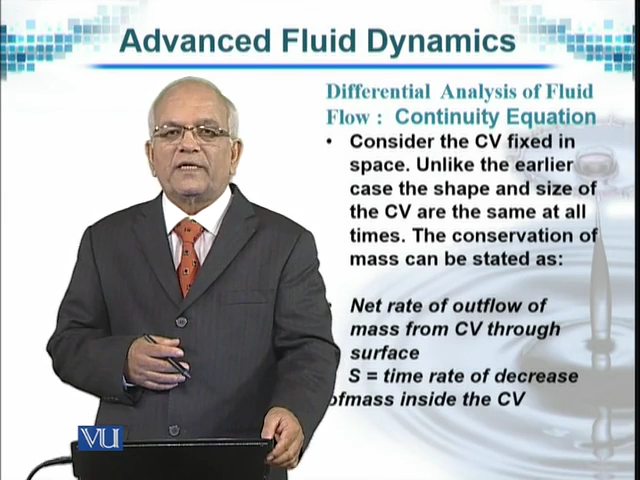 Advanced Fluid Dynamics
Differential Analysis of Fluid
Flow : Continuity Equation
• Consider the CV fixed in
space. Unlike the earlier
case the shape and size of
the CV are the same at all
times. The conservation of
mass can be stated as:
Net rate of outflow of
mass from CV through
surface
S = time rate of decrease
ofmass inside the CV
VU